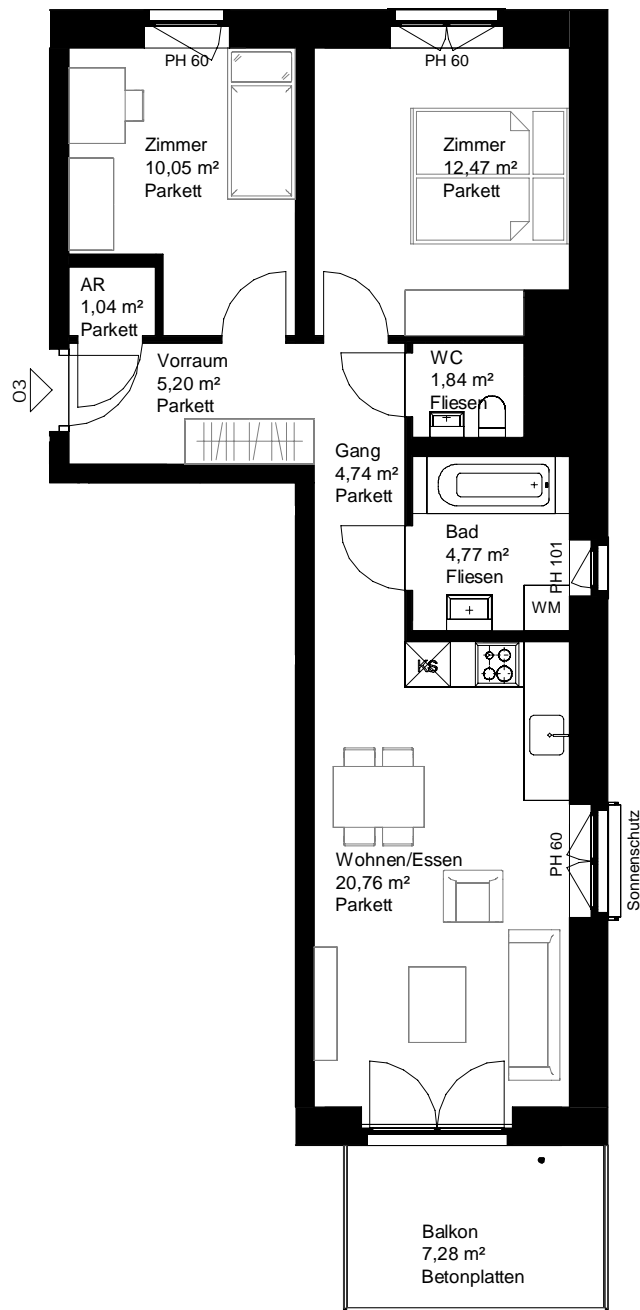 PH 60
PH 60
Zimmer
10,05 m²
Parkett
Zimmer
12,47 m²
Parkett
AR
1,04 m²
Parkett
O3
Vorraum
5,20 m²
Parkett
WC
1,84 m²
Fliesen
Gang
4,74 m²
Parkett
Bad
4,77 m²
Fliesen
PH 101
WM
KS
Wohnen/Essen
20,76 m²
Parkett
PH 60
Sonnenschutz
Balkon
7,28 m²
Betonplatten